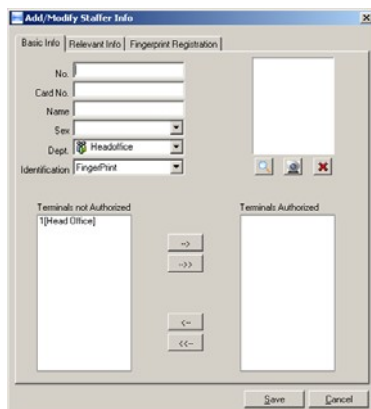 Add/Modify Staffer Info
Basic Info Relevant Info Fingerprint Registration
No.
Card No.
Name
Sex
Dept. Headoffice
Identification FingerPrint
Terminals not Authorized Terminals Authorized
1[Head Office]
-->
-->>
<--
<<--
Save Cancel